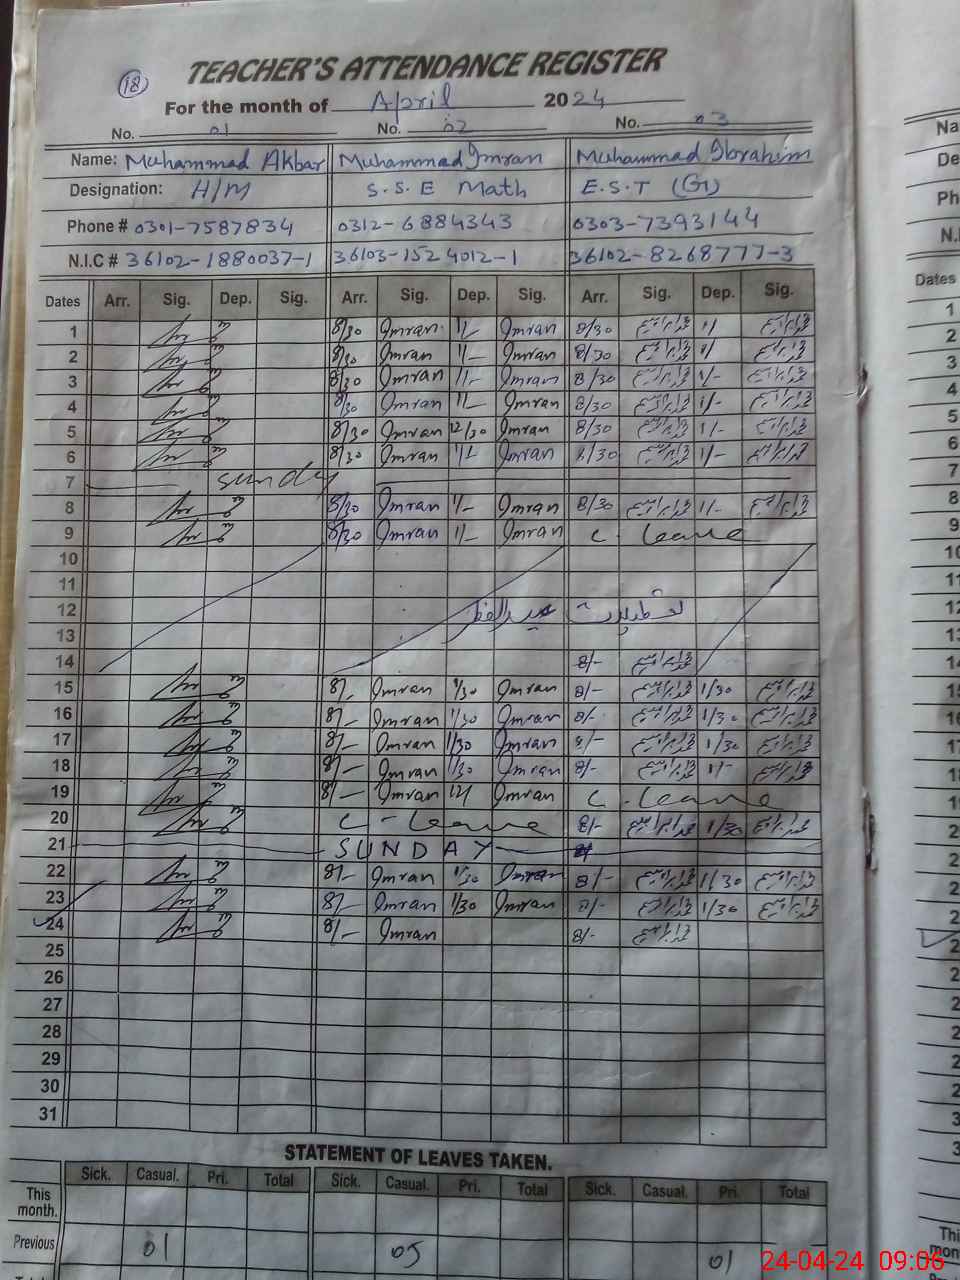 18
TEACHER'S ATTENDANCE REGISTER
For the month of April 2024
No. 01 No. 02 No. 03
Name: Muhammad Akbar Muhammad Imran Muhammad Ibrahim
Designation: H/M S.S.E Math E.S.T (G)
Phone # 0301-7587834 0312-6884343 0303-7393144
N.I.C # 36102-1880037-1 36103-1524012-1 36102-8268777-3
Dates Arr. Sig. Dep. Sig. Arr. Sig. Dep. Sig. Arr. Sig. Dep. Sig.
1 8/30 Imran 1/- Imran 8/30 1/
2 8/30 Imran 1/- Imran 8/30 1/
3 8/30 Imran 1/- Imran 8/30 1/-
4 8/30 Imran 1/- Imran 8/30 1/-
5 8/30 Imran 12/30 Imran 8/30 1/-
6 8/30 Imran 1/- Imran 8/30 1/-
7 sundy
8 8/30 Imran 1/- Imran 8/30 1/-
9 8/30 Imran 1/- Imran C-leave
10
11
12 تعطیلات عیدالفطر
13
14 8/-
15 8/- Imran 1/30 Imran 8/- 1/30
16 8/- Imran 1/30 Imran 8/- 1/30
17 8/- Imran 1/30 Imran 8/- 1/30
18 8/- Imran 1/30 Imran 8/- 1/-
19 8/- Imran 12/ Imran C-leave
20 C-Leave 8/- 1/30
21 SUNDAY
22 8/- Imran 1/30 Imran 8/- 1/30
23 8/- Imran 1/30 Imran 8/- 1/30
24 8/- Imran 8/-
25
26
27
28
29
30
31
STATEMENT OF LEAVES TAKEN.
Sick. Casual. Pri. Total Sick. Casual. Pri. Total Sick. Casual. Pri. Total
This month.
Previous 01 05 01
24-04-24 09:06